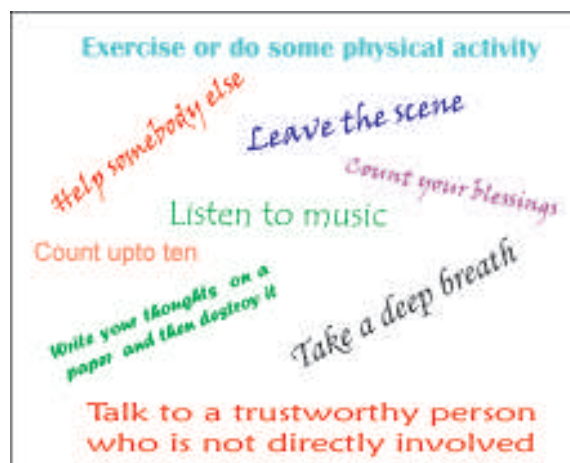 Exercise or do some physical activity
Help somebody else
Leave the scene
Count your blessings
Listen to music
Count upto ten
Write your thoughts on a
paper and then destroy it
Take a deep breath
Talk to a trustworthy person
who is not directly involved